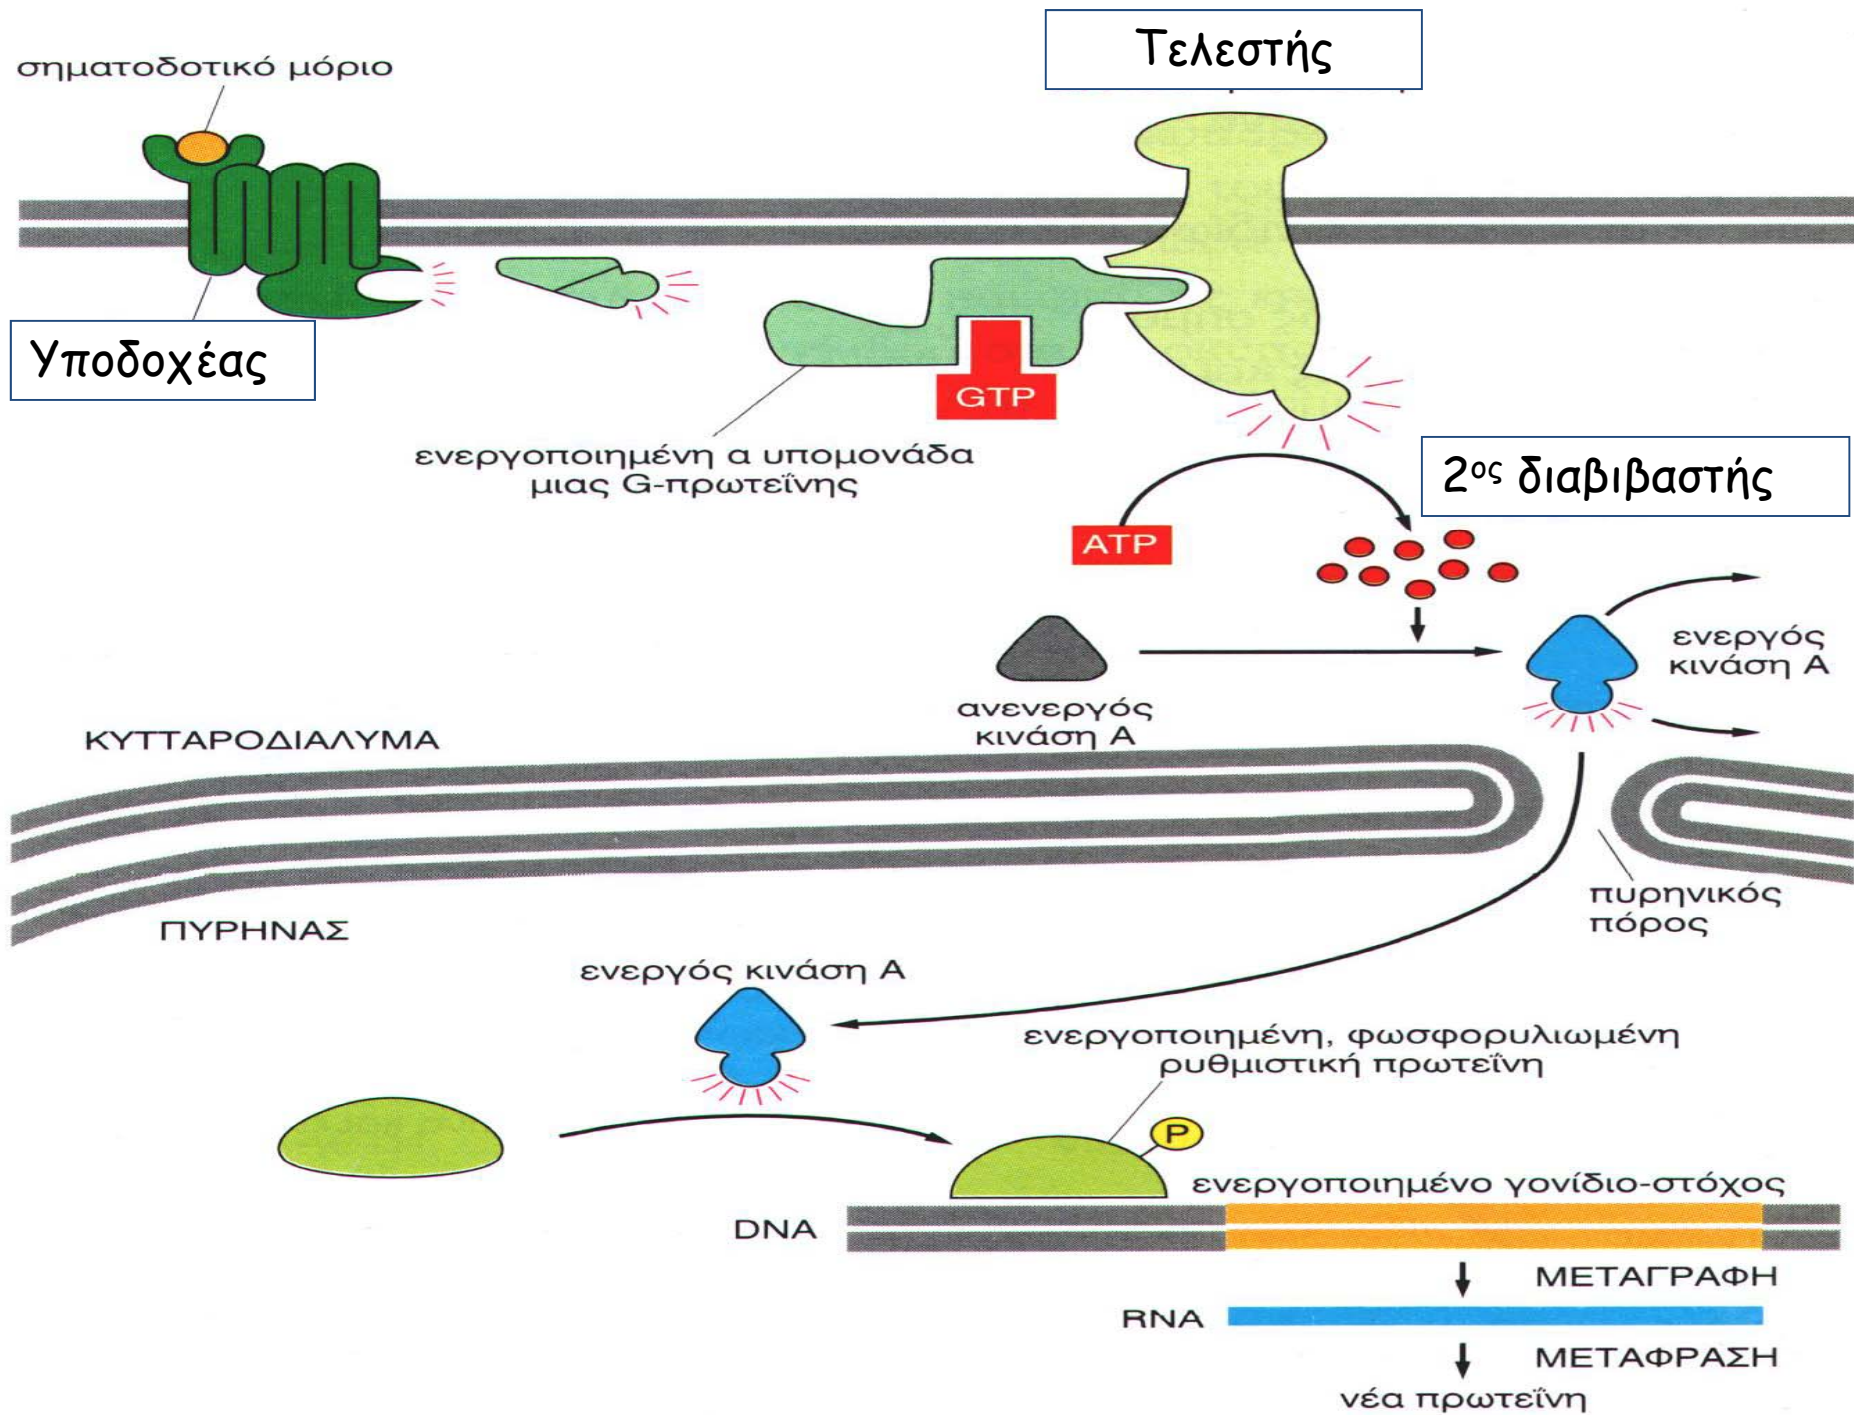 Τελεστής
σηματοδοτικό μόριο
Υποδοχέας
GTP
ενεργοποιημένη α υπομονάδα
μιας G-πρωτεΐνης
2ος διαβιβαστής
ATP
ενεργός
κινάση Α
ανενεργός
κινάση Α
ΚΥΤΤΑΡΟΔΙΑΛΥΜΑ
πυρηνικός
πόρος
ΠΥΡΗΝΑΣ
ενεργός κινάση Α
ενεργοποιημένη, φωσφορυλιωμένη
ρυθμιστική πρωτεΐνη
P
ενεργοποιημένο γονίδιο-στόχος
DNA
ΜΕΤΑΓΡΑΦΗ
RNA
ΜΕΤΑΦΡΑΣΗ
νέα πρωτεΐνη